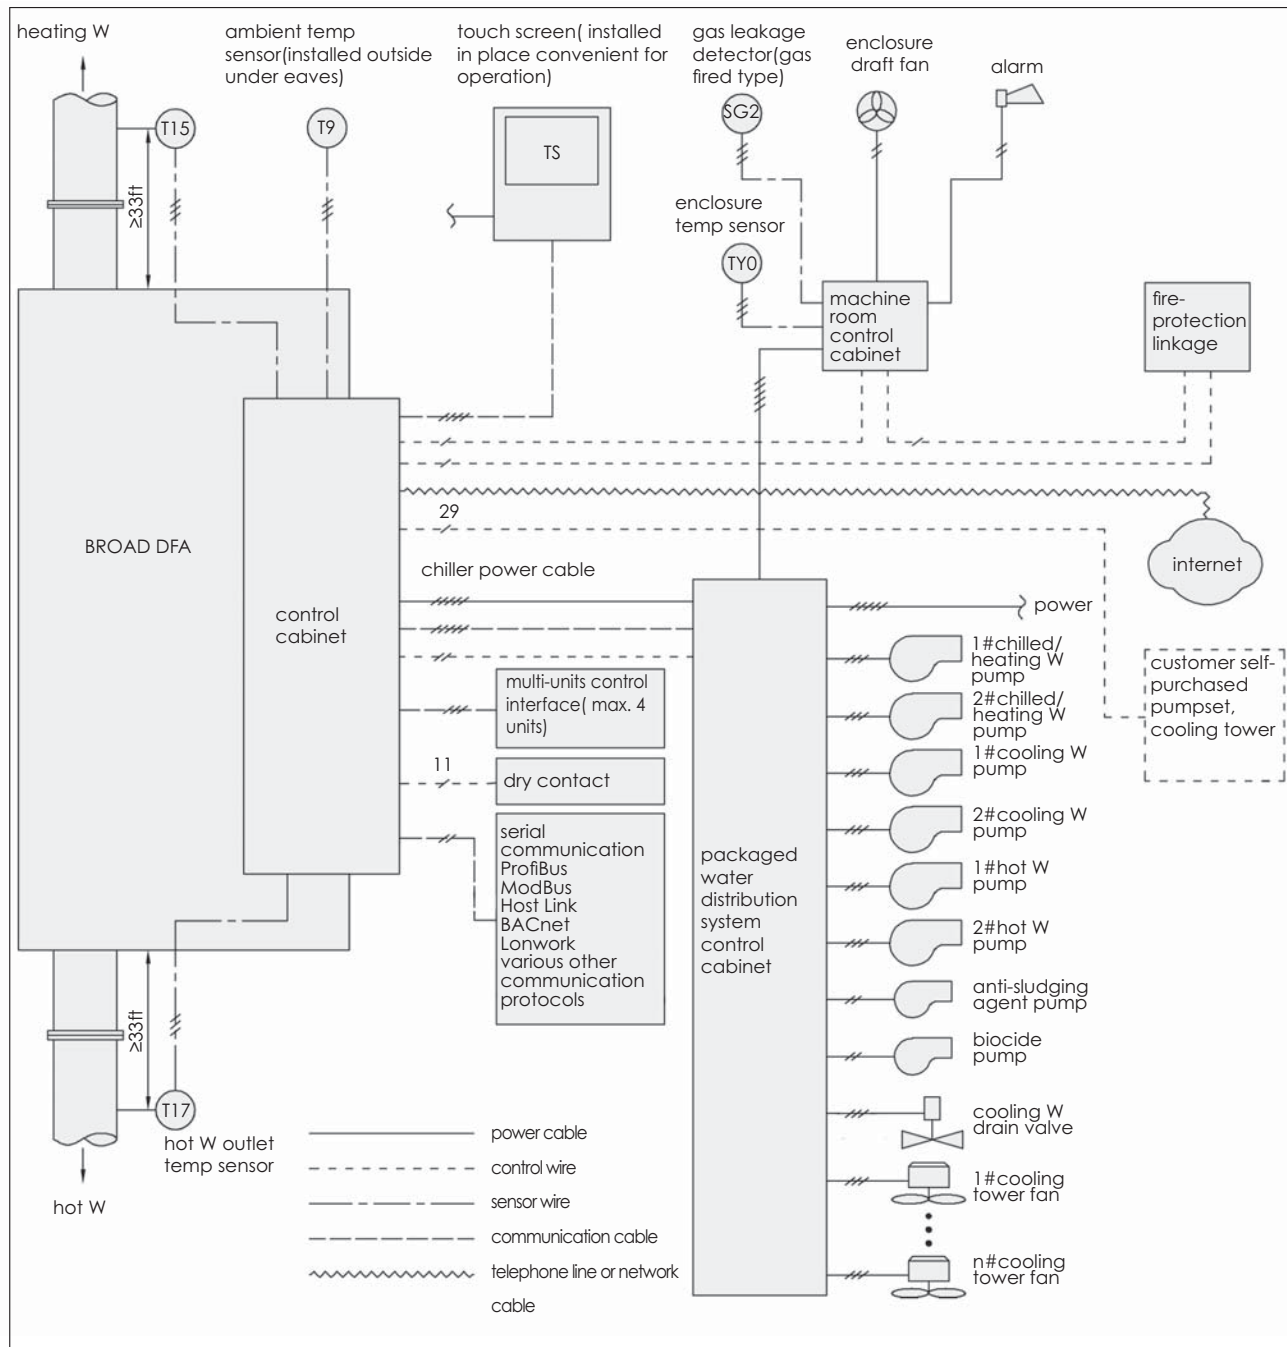 heating W
ambient temp
sensor(installed outside
under eaves)
touch screen( installed
in place convenient for
operation)
gas leakage
detector(gas
fired type)
enclosure
draft fan
alarm
T15
T9
TS
SG2
≥33ft
enclosure
temp sensor
TY0
machine
room
control
cabinet
fire-
protection
linkage
29
internet
BROAD DFA
chiller power cable
control
cabinet
power
1#chilled/
heating W
pump
2#chilled/
heating W
pump
1#cooling W
pump
2#cooling W
pump
1#hot W
pump
2#hot W
pump
anti-sludging
agent pump
biocide
pump
cooling W
drain valve
1#cooling
tower fan
n#cooling
tower fan
customer self-
purchased
pumpset,
cooling tower
multi-units control
interface( max. 4
units)
11
dry contact
serial
communication
ProfiBus
ModBus
Host Link
BACnet
Lonwork
various other
communication
protocols
packaged
water
distribution
system
control
cabinet
≥33ft
T17
hot W outlet
temp sensor
hot W
power cable
control wire
sensor wire
communication cable
telephone line or network
cable